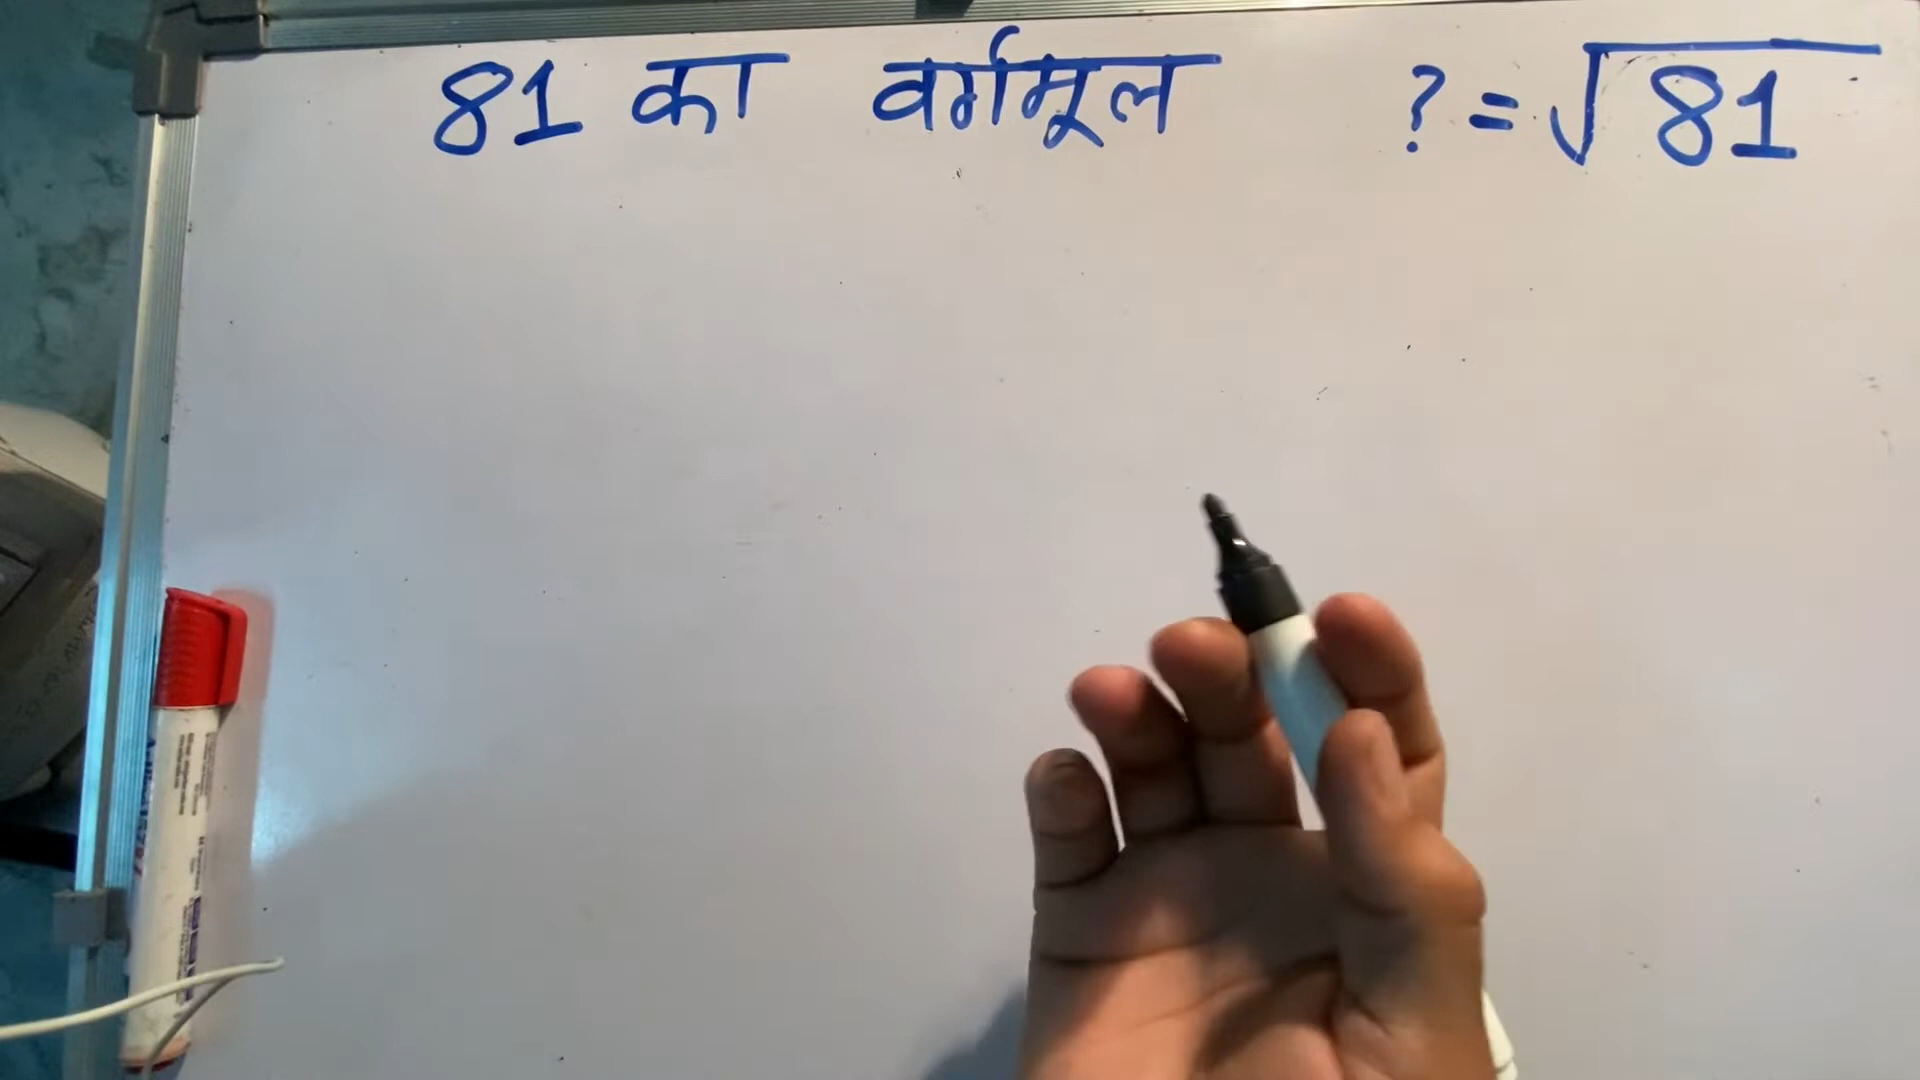 81 का वर्गमूल ? = √81